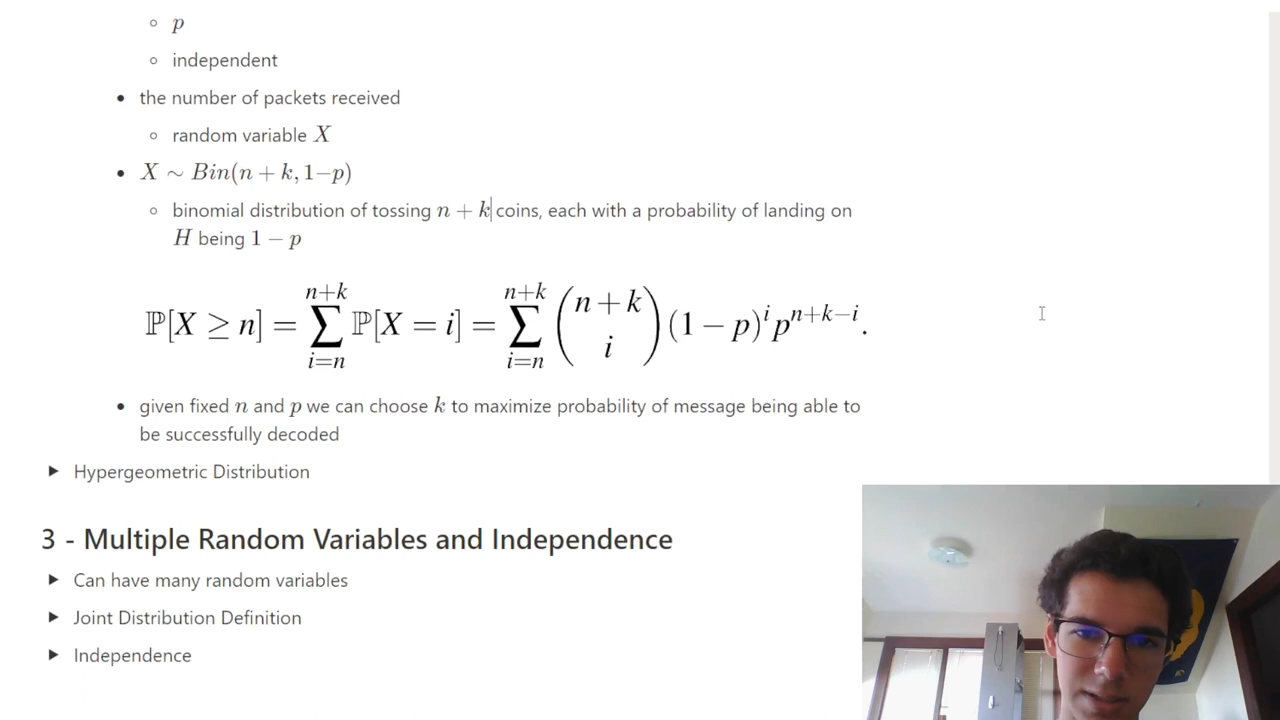 p
independent
the number of packets received
random variable X
X ∼ Bin(n + k, 1−p)
binomial distribution of tossing n + k coins, each with a probability of landing on
H being 1 − p
ℙ[X ≥ n] = ∑_{i=n}^{n+k} ℙ[X = i] = ∑_{i=n}^{n+k} \binom{n+k}{i} (1 − p)^i p^{n+k−i}.
given fixed n and p we can choose k to maximize probability of message being able to
be successfully decoded
Hypergeometric Distribution
3 - Multiple Random Variables and Independence
Can have many random variables
Joint Distribution Definition
Independence